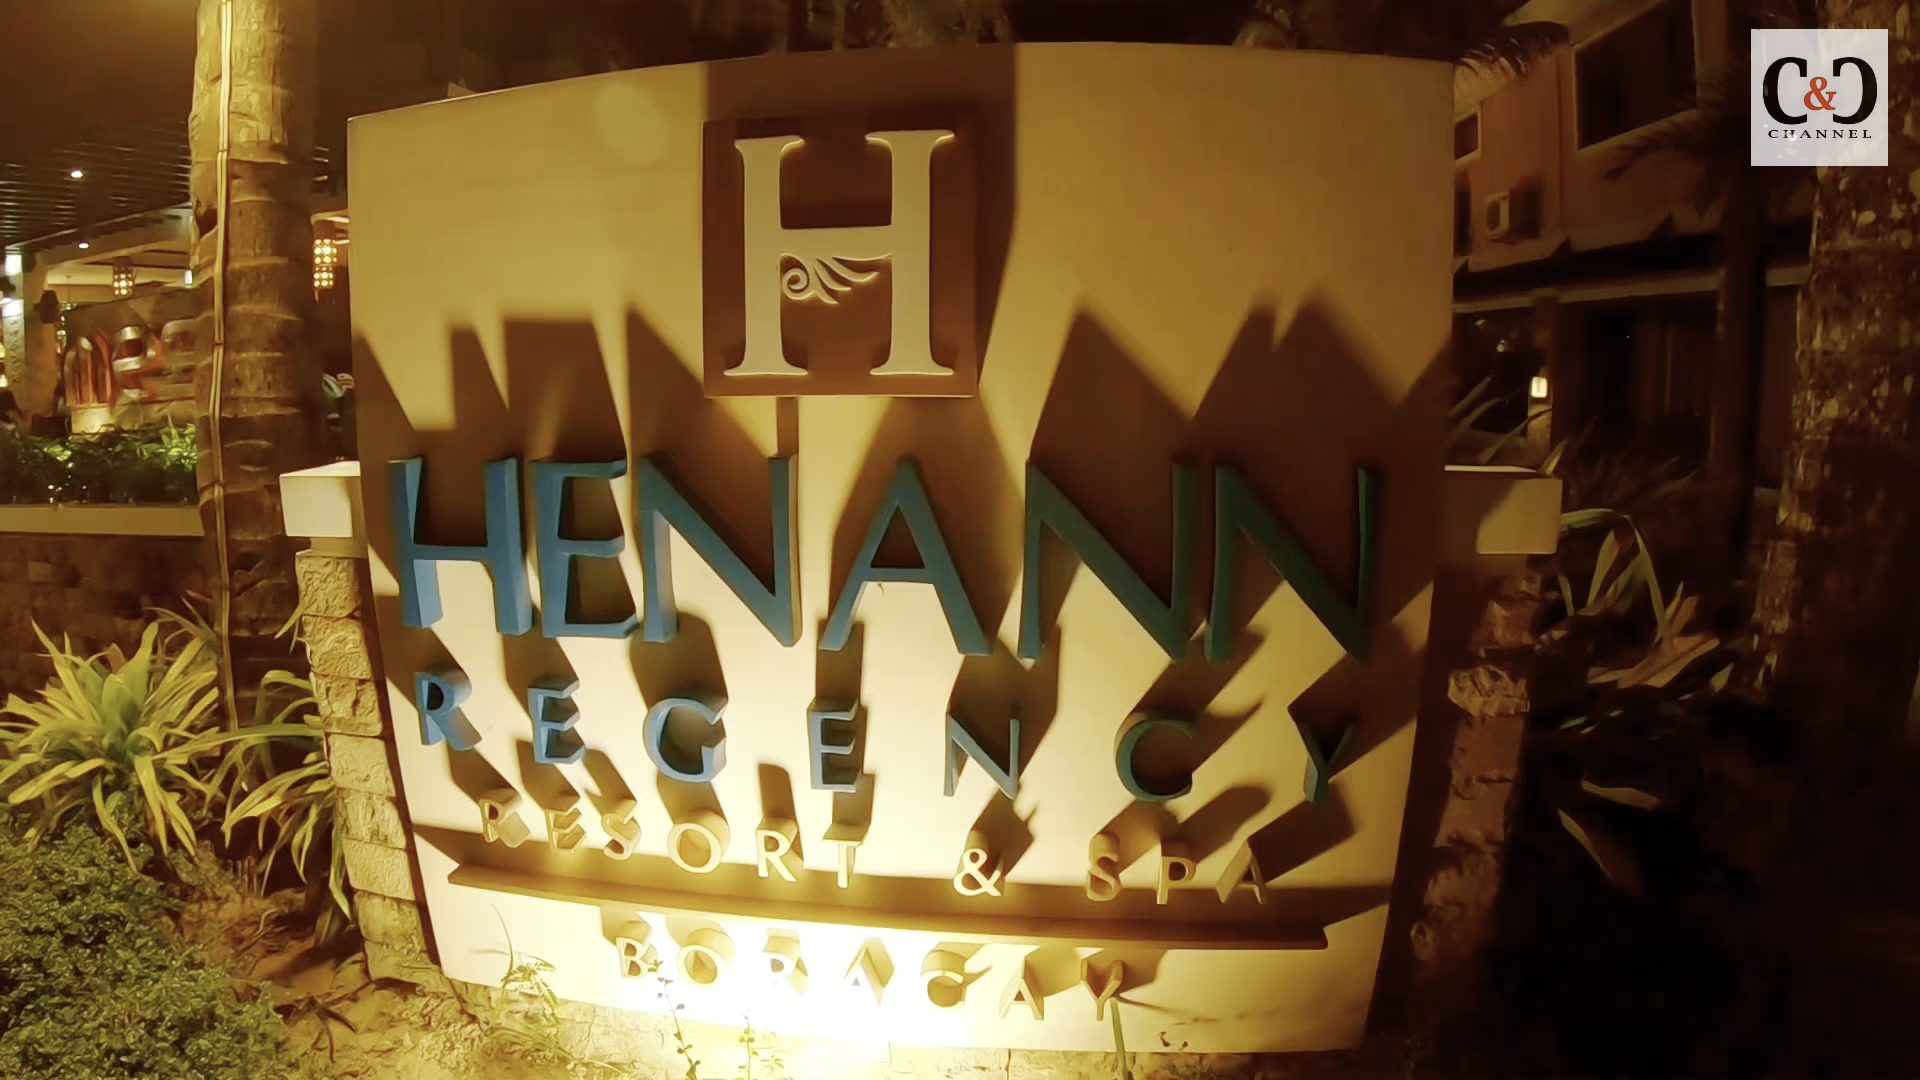 C&C
CHANNEL
H
HENANN
REGENCY
RESORT & SPA
BORACAY